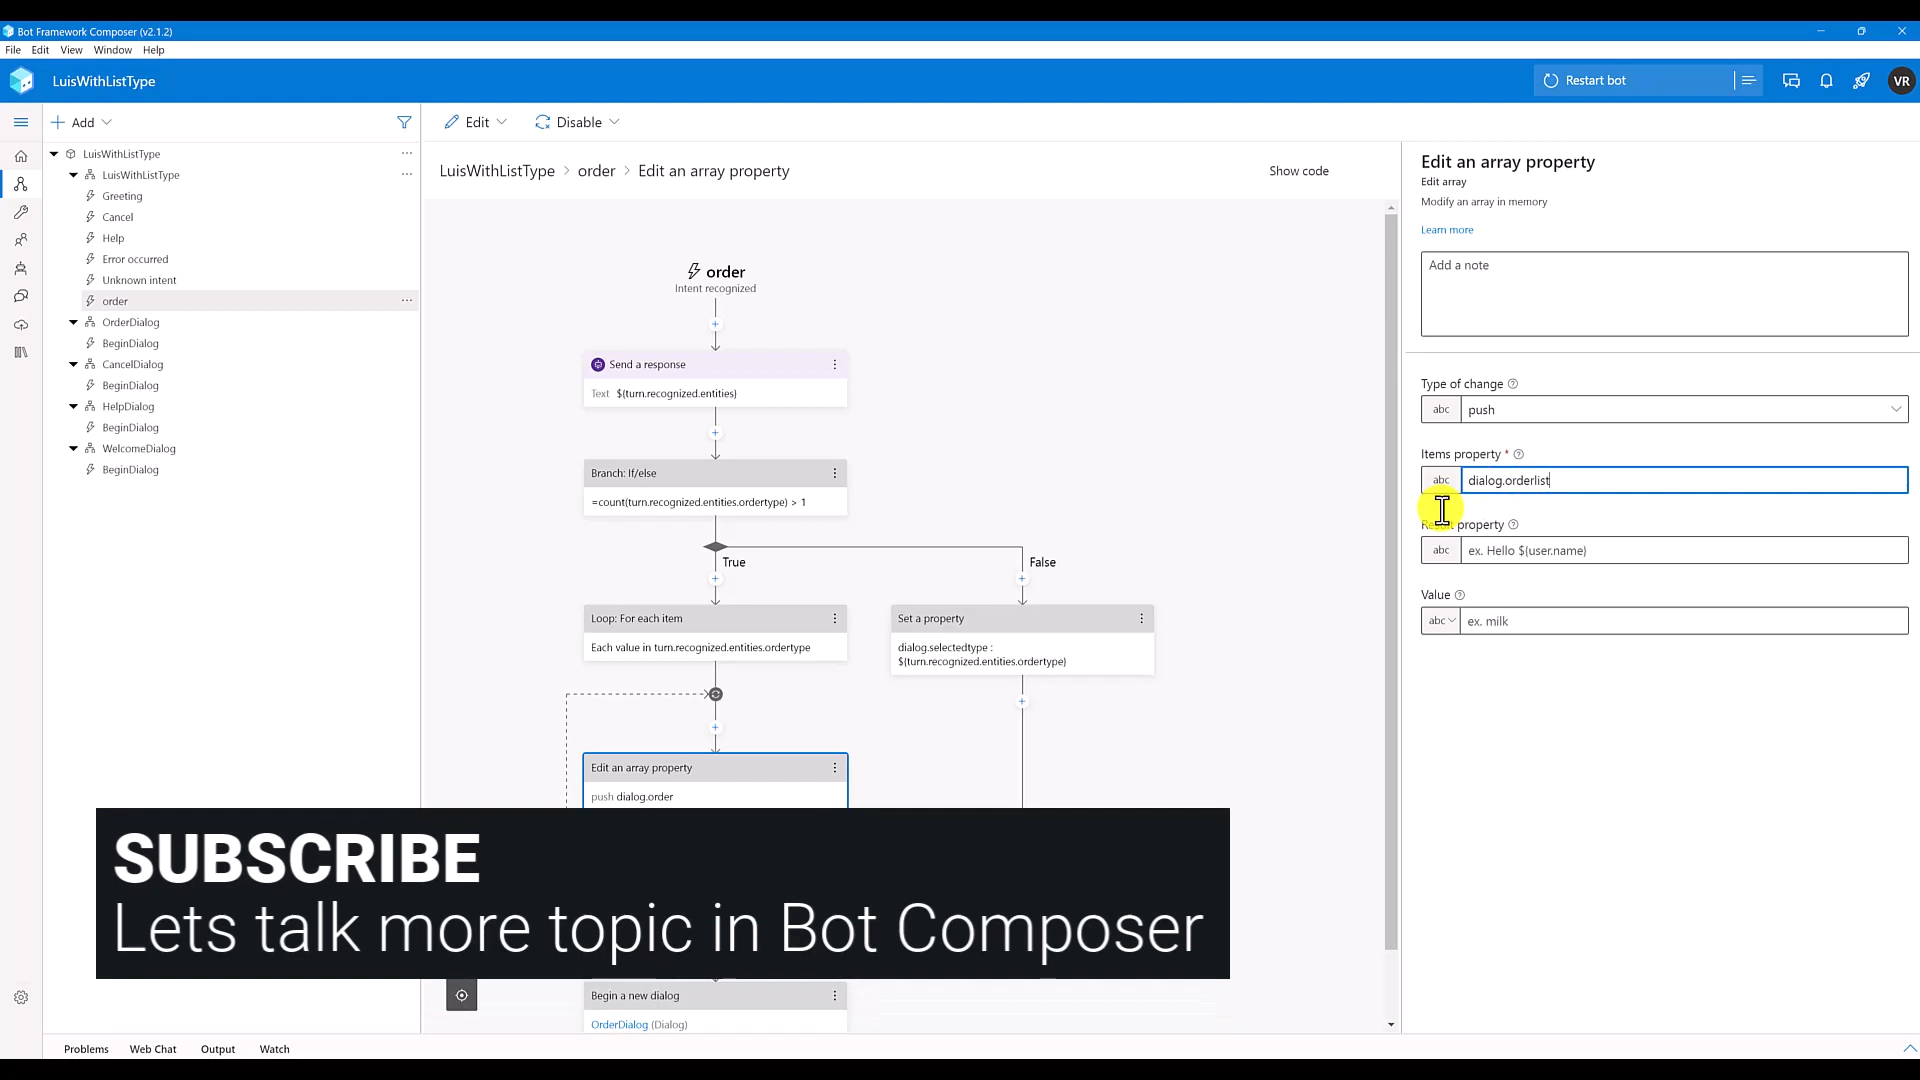 Bot Framework Composer (v2.1.2)
File Edit View Window Help
LuisWithListType
Restart bot
VR
Add
Edit
Disable
LuisWithListType
LuisWithListType
Greeting
Cancel
Help
Error occurred
Unknown intent
order
OrderDialog
BeginDialog
CancelDialog
BeginDialog
HelpDialog
BeginDialog
WelcomeDialog
BeginDialog
LuisWithListType > order > Edit an array property
Show code
order
Intent recognized
Send a response
Text ${turn.recognized.entities}
Branch: If/else
=count(turn.recognized.entities.ordertype) > 1
True
False
Loop: For each item
Each value in turn.recognized.entities.ordertype
Set a property
dialog.selectedtype :
${turn.recognized.entities.ordertype}
Edit an array property
push dialog.order
SUBSCRIBE
Lets talk more topic in Bot Composer
Begin a new dialog
OrderDialog (Dialog)
Edit an array property
Edit array
Modify an array in memory
Learn more
Add a note
Type of change
abc push
Items property *
abc dialog.orderlist
Result property
abc ex. Hello ${user.name}
Value
abc ex. milk
Problems Web Chat Output Watch